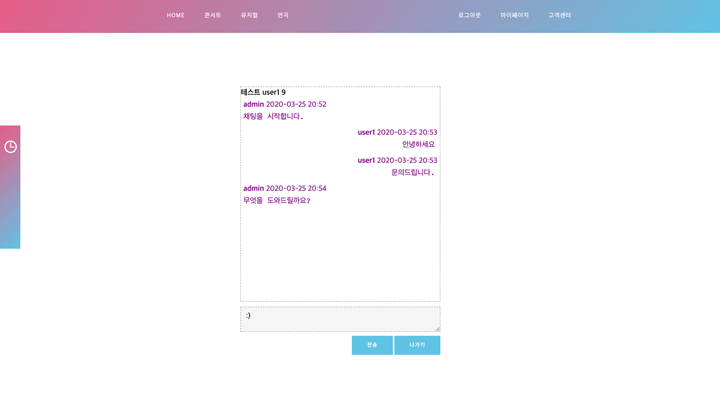 HOME 콘서트 뮤지컬 연극 로그아웃 마이페이지 고객센터
테스트 user1 9
admin 2020-03-25 20:52
채팅을 시작합니다.
user1 2020-03-25 20:53
안녕하세요
user1 2020-03-25 20:53
문의드립니다.
admin 2020-03-25 20:54
무엇을 도와드릴까요?
:)
전송 나가기